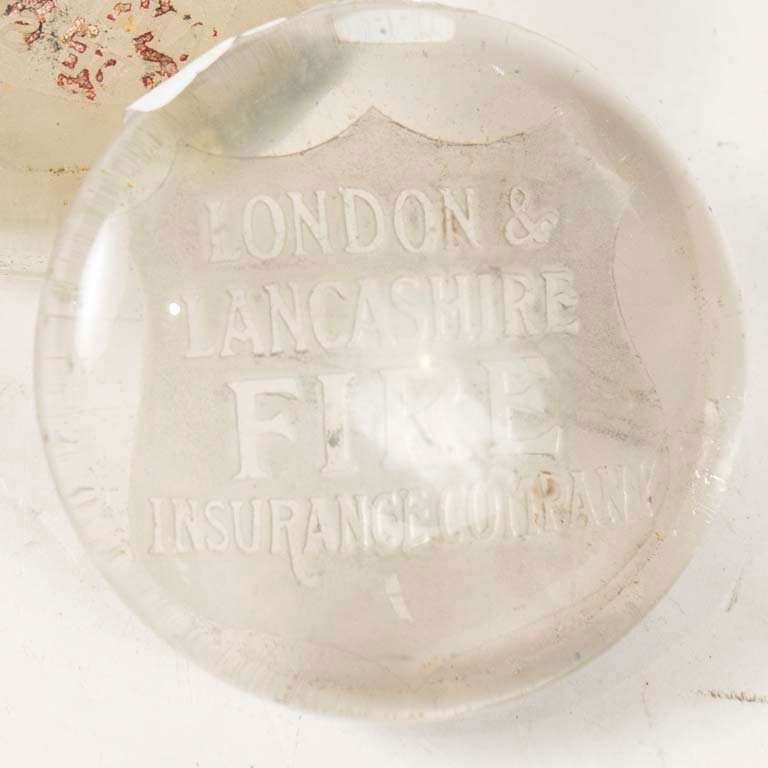 LONDON &
LANCASHIRE
FIRE
INSURANCE COMPANY